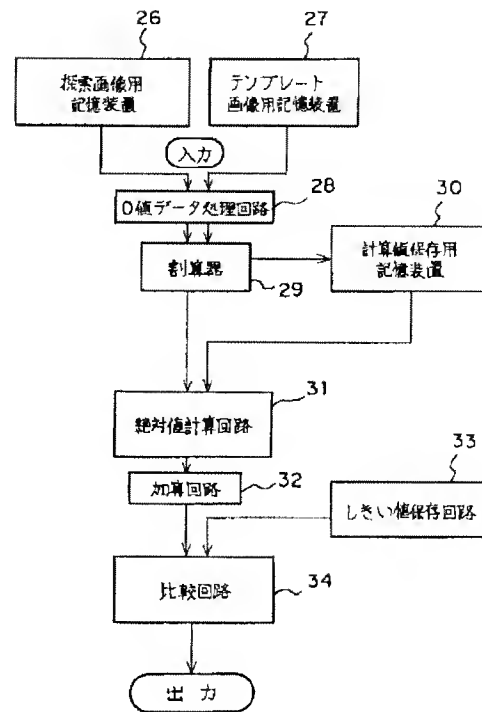 26
27
探索画像用
記憶装置
テンプレート
画像用記憶装置
入力
28
0値データ処理回路
30
割算器
29
計算値保存用
記憶装置
31
絶対値計算回路
33
32
加算回路
しきい値保存回路
34
比較回路
出力